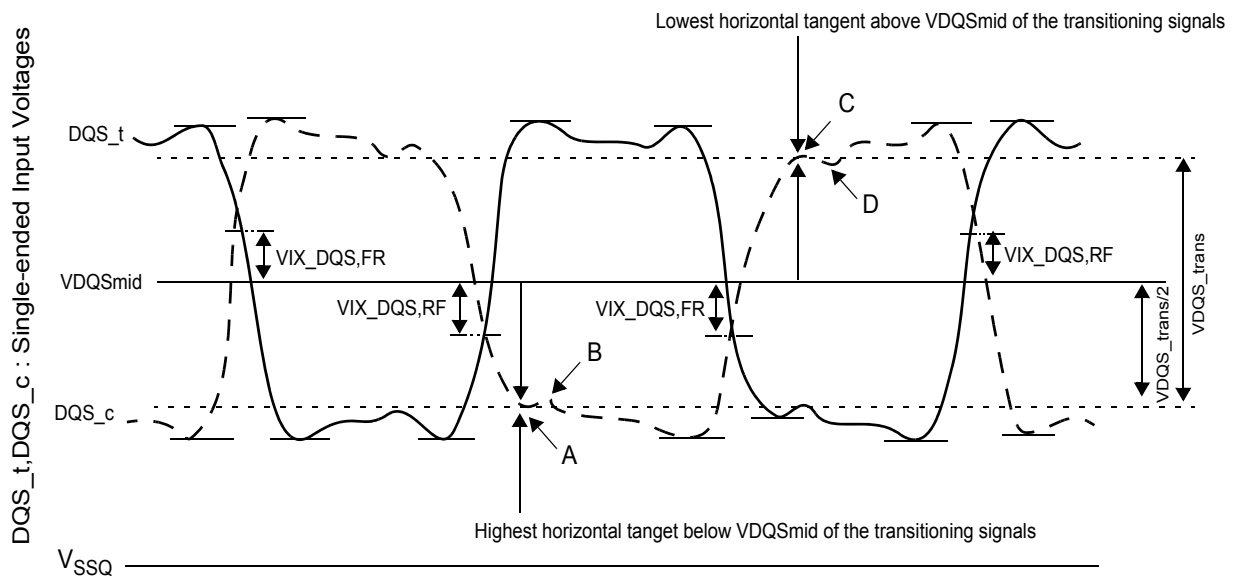 Lowest horizontal tangent above VDQSmid of the transitioning signals
DQS_t,DQS_c : Single-ended Input Voltages
C
DQS_t
D
VIX_DQS,FR
VIX_DQS,RF
VDQSmid
VIX_DQS,RF
VIX_DQS,FR
VDQS_trans/2
VDQS_trans
B
DQS_c
A
Highest horizontal tanget below VDQSmid of the transitioning signals
VSSQ